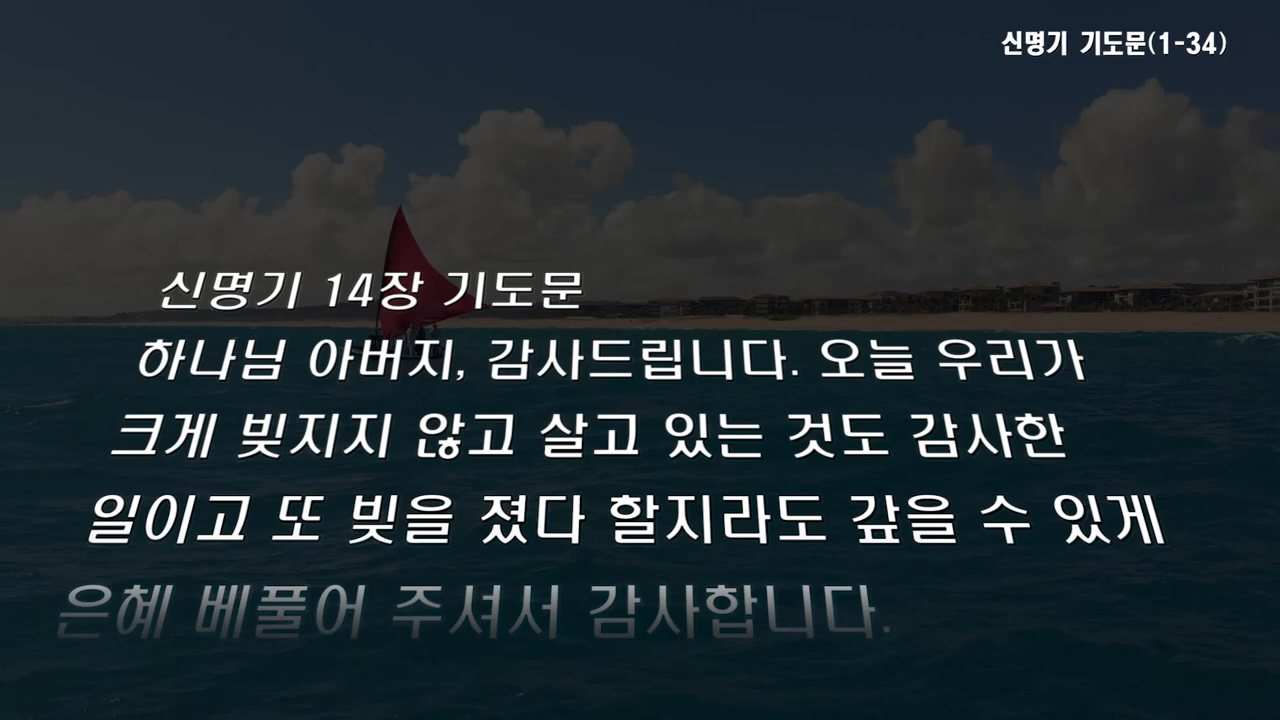 신명기 기도문(1-34)
신명기 14장 기도문
하나님 아버지, 감사드립니다. 오늘 우리가
크게 빚지지 않고 살고 있는 것도 감사한
일이고 또 빚을 졌다 할지라도 갚을 수 있게
은혜 베풀어 주셔서 감사합니다.